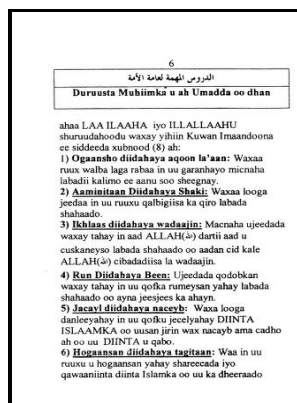 6
الدروس المهمة لعامة الأمة
Duruusta Muhiimka u ah Umadda oo dhan
ahaa LAA ILAAHA iyo ILLALLAAHU
shuruudahoodu waxay yihiin Kuwan Imaandoona
ee siddeeda xubnood (8) ah:
1) Ogaansho diidahaya aqoon la'aan: Waxaa
ruux walba laga rabaa in uu garanhayo micnaha
labadii kalimo ee aanu soo sheegnay.
2) Aaminitaan Diidahaya Shaki: Waxaa looga
jeedaa in uu ruuxu qalbigiisa ka qiro labada
shahaado.
3) Ikhlaas diidahaya wadaajin: Macnaha ujeedada
waxay tahay in aad ALLAH(ﷻ) dartii aad u
cuskaneyso labada shahaado oo aadan cid kale
ALLAH(ﷻ) cibadadiisa la wadaajin.
4) Run Diidahaya Been: Ujeedada qodobkan
waxay tahay in uu qofka rumeysan yahay labada
shahaado oo ayna jeesjees ka ahayn.
5) Jacayl diidahaya naceyb: Waxa looga
danleeyahay in uu qofku jecelyahay DIINTA
ISLAAMKA oo uusan jirin wax nacayb ama cadho
ah oo uu DIINTA u qabo.
6) Hogaansan diidahaya tagitaan: Waa in uu
ruuxu u hogaansan yahay shareecada iyo
qawaaniinta diinta Islamka oo uu ka dheeraado